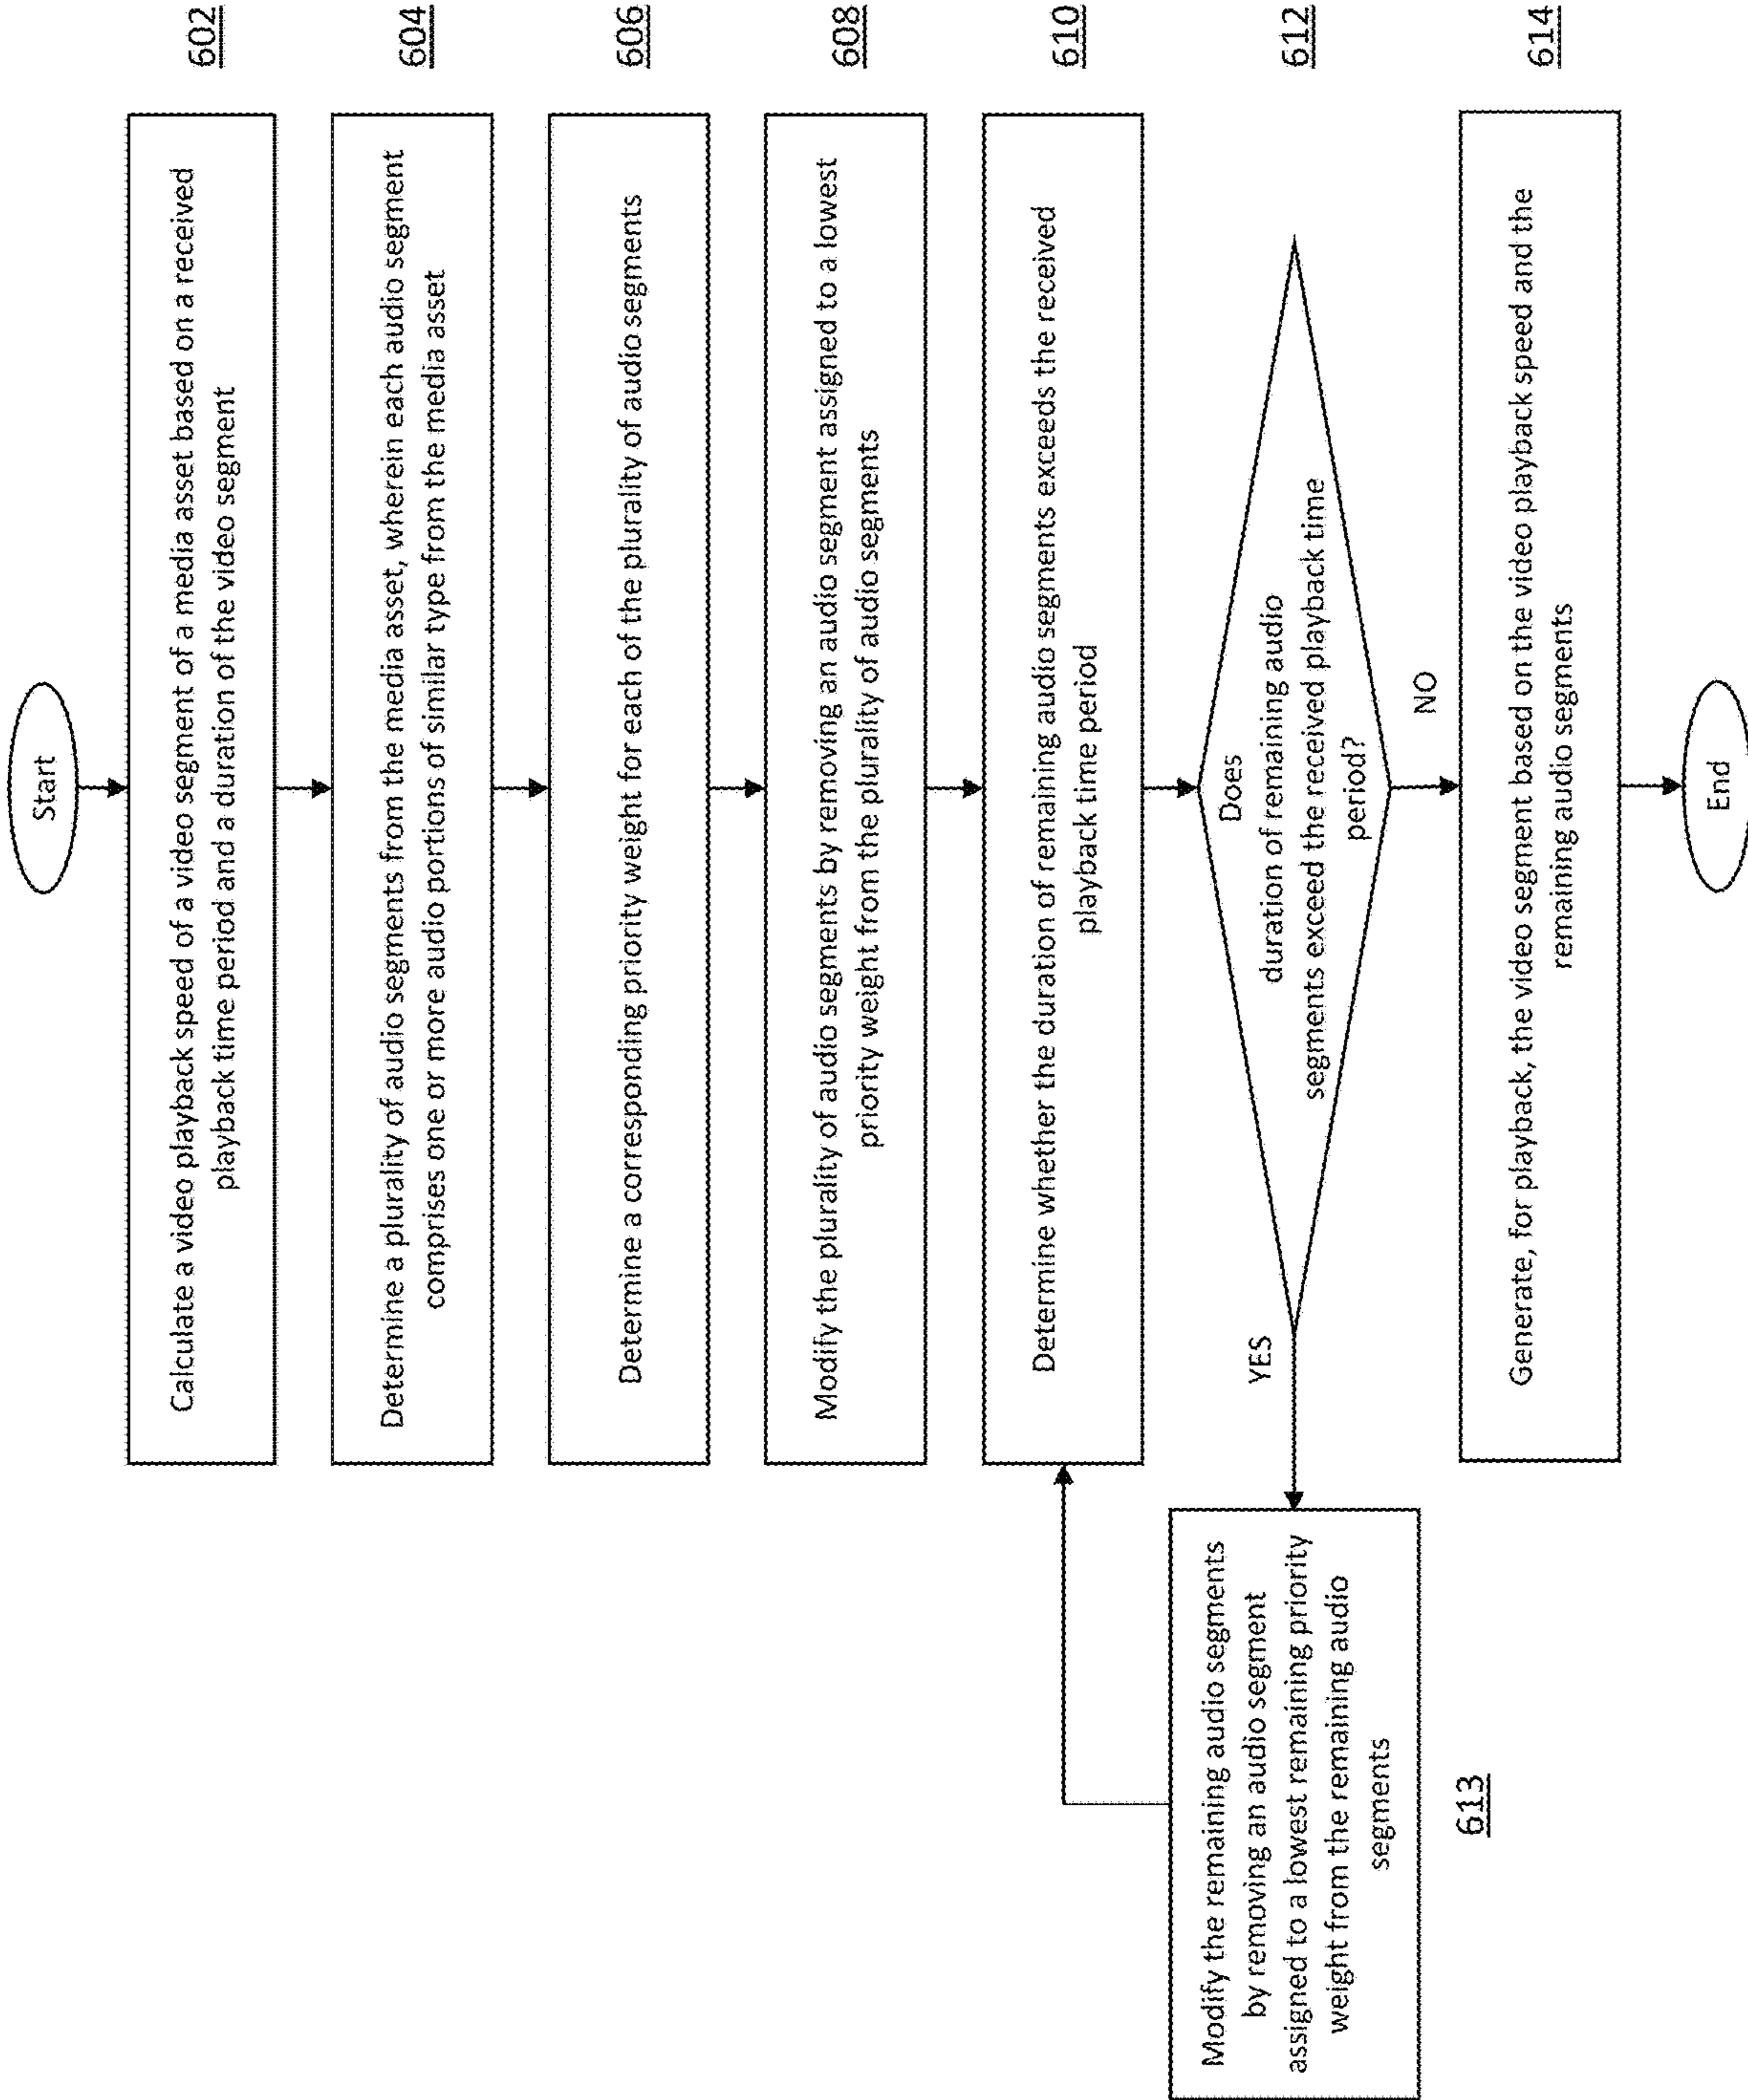 Start
Calculate a video playback speed of a video segment of a media asset based on a received
playback time period and a duration of the video segment
602
Determine a plurality of audio segments from the media asset, wherein each audio segment
comprises one or more audio portions of similar type from the media asset
604
Determine a corresponding priority weight for each of the plurality of audio segments
606
Modify the plurality of audio segments by removing an audio segment assigned to a lowest
priority weight from the plurality of audio segments
608
Determine whether the duration of remaining audio segments exceeds the received
playback time period
610
Does
duration of remaining audio
segments exceed the received playback time
period?
612
YES
NO
Modify the remaining audio segments
by removing an audio segment
assigned to a lowest remaining priority
weight from the remaining audio
segments
613
Generate, for playback, the video segment based on the video playback speed and the
remaining audio segments
614
End